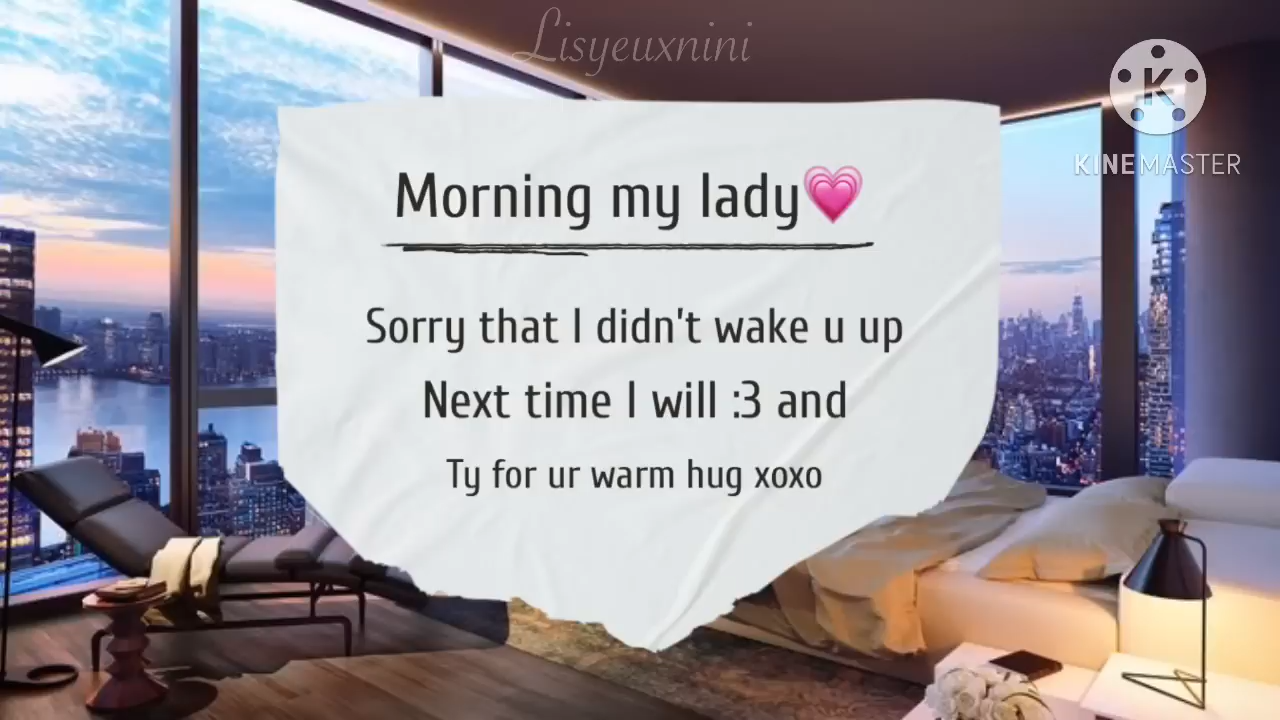 Lisyeuxnini
K
KINEMASTER
Morning my lady💗
Sorry that I didn't wake u up
Next time I will :3 and
Ty for ur warm hug xoxo